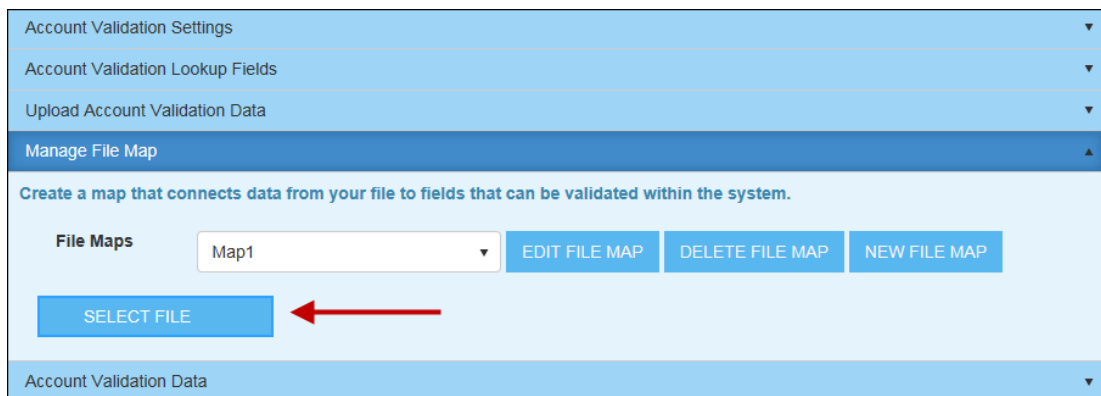 Account Validation Settings
Account Validation Lookup Fields
Upload Account Validation Data
Manage File Map
Create a map that connects data from your file to fields that can be validated within the system.
File Maps Map1 EDIT FILE MAP DELETE FILE MAP NEW FILE MAP
SELECT FILE
Account Validation Data